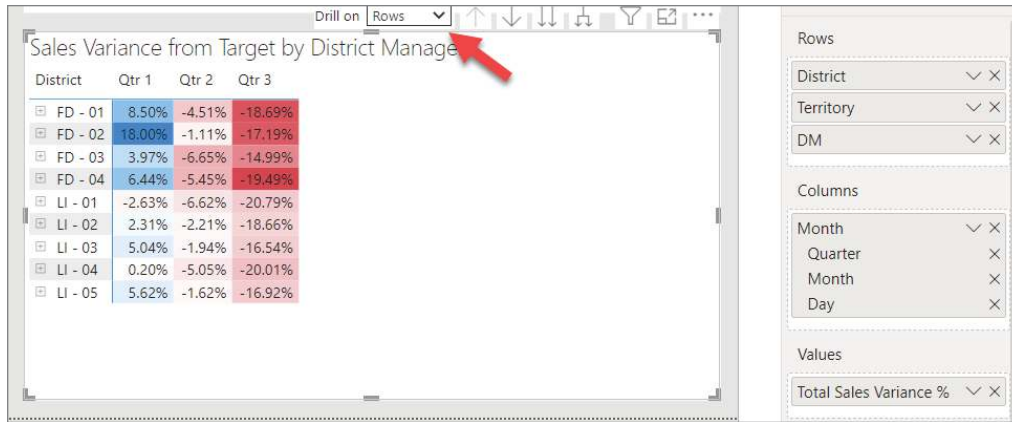 Drill on Rows
Sales Variance from Target by District Manage
District Qtr 1 Qtr 2 Qtr 3
FD - 01 8.50% -4.51% -18.69%
FD - 02 18.00% -1.11% -17.19%
FD - 03 3.97% -6.65% -14.99%
FD - 04 6.44% -5.45% -19.49%
LI - 01 -2.63% -6.62% -20.79%
LI - 02 2.31% -2.21% -18.66%
LI - 03 5.04% -1.94% -16.54%
LI - 04 0.20% -5.05% -20.01%
LI - 05 5.62% -1.62% -16.92%
Rows
District
Territory
DM
Columns
Month
Quarter
Month
Day
Values
Total Sales Variance %